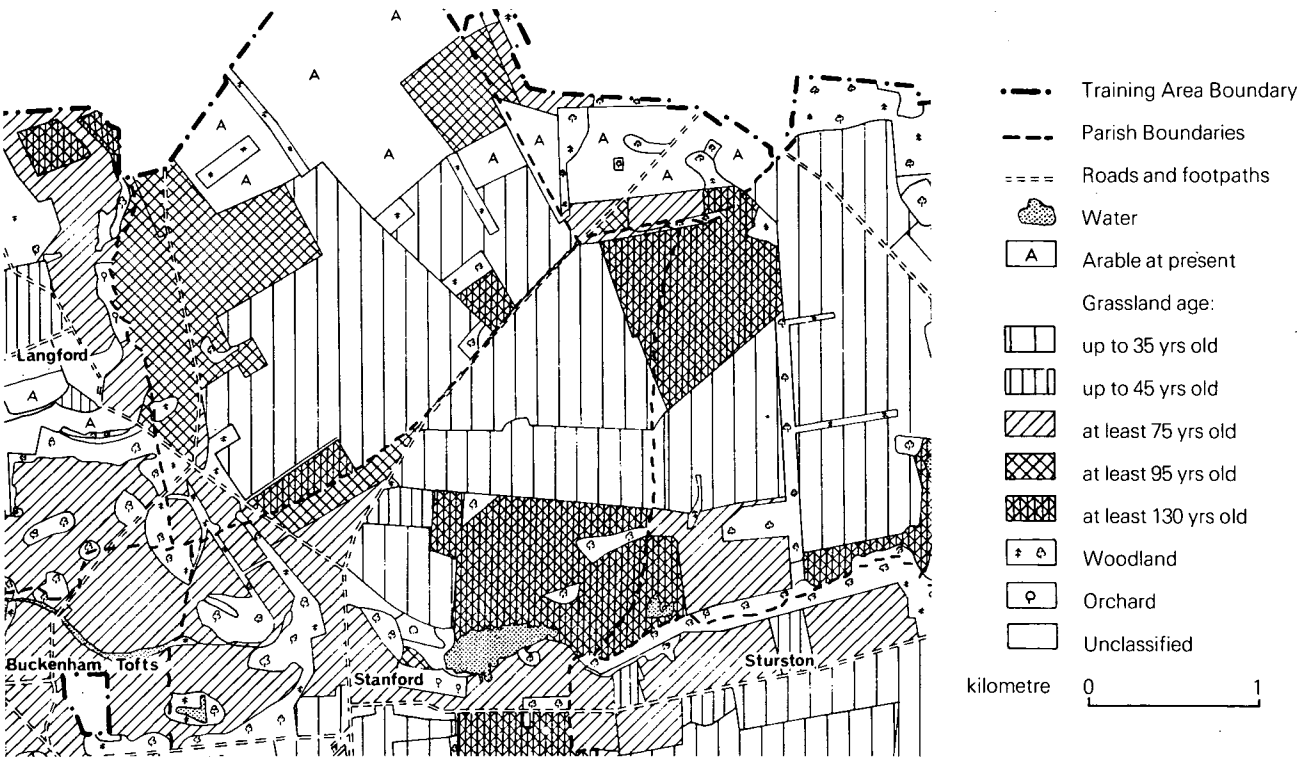 A
A
A
A
A
A
A
A
A
A
A
Langford
A
A
Buckenham Tofts
Stanford
Sturston
Training Area Boundary
Parish Boundaries
Roads and footpaths
Water
A Arable at present
Grassland age:
up to 35 yrs old
up to 45 yrs old
at least 75 yrs old
at least 95 yrs old
at least 130 yrs old
Woodland
Orchard
Unclassified
kilometre 0 1